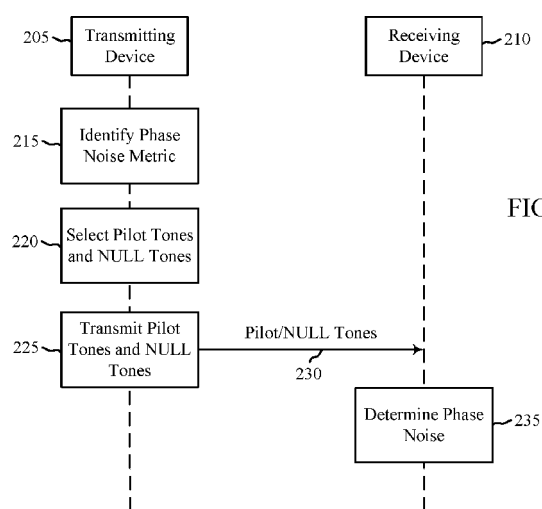 205
Transmitting
Device
Receiving
Device
210
215
Identify Phase
Noise Metric
220
Select Pilot Tones
and NULL Tones
225
Transmit Pilot
Tones and NULL
Tones
Pilot/NULL Tones
230
Determine Phase
Noise
235